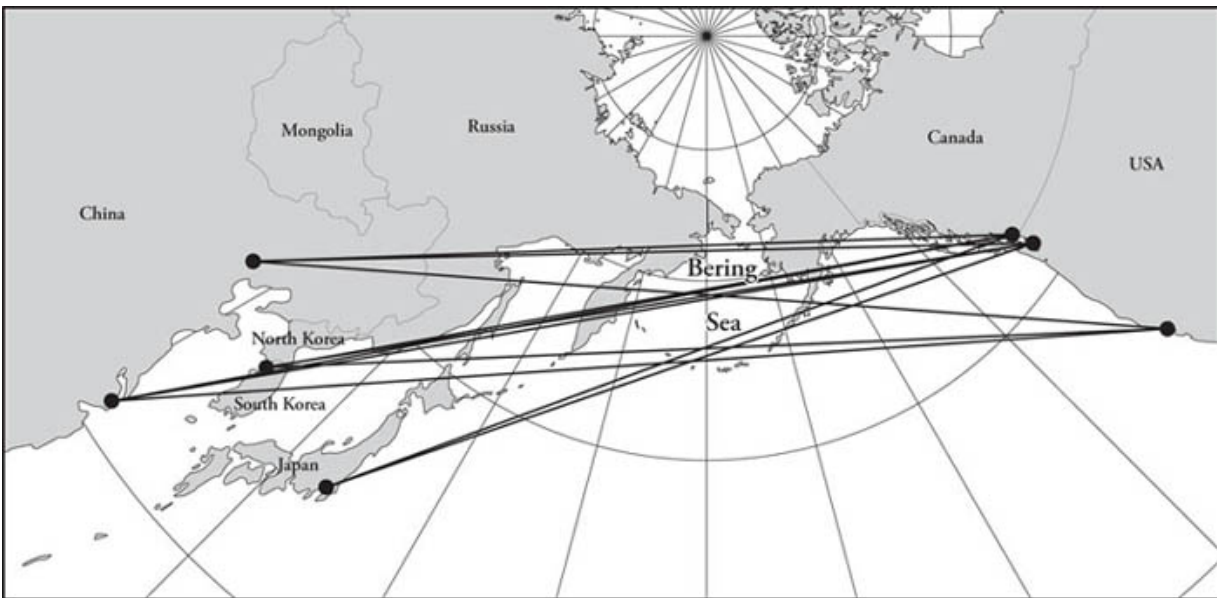 Mongolia
Russia
Canada
USA
China
Bering
Sea
North Korea
South Korea
Japan